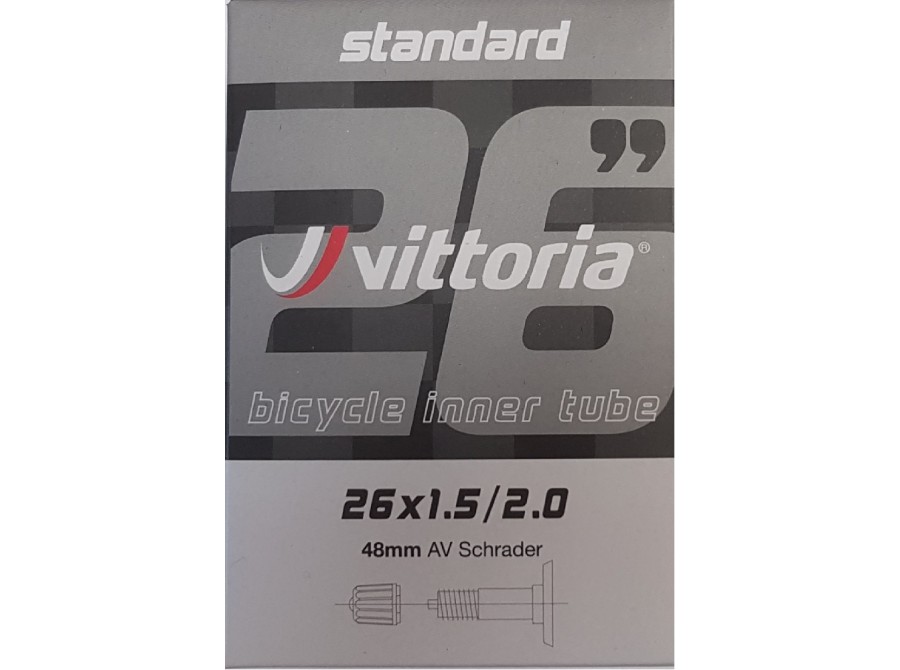 standard
26”
vittoria®
bicycle inner tube
26x1.5/2.0
48mm AV Schrader